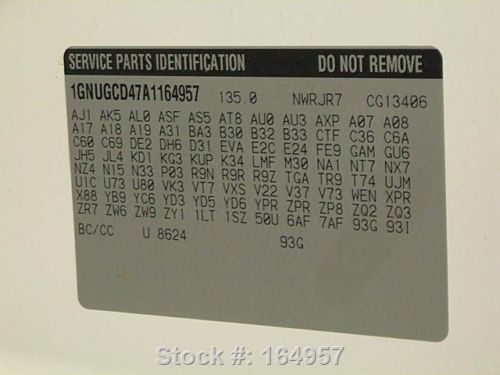 SERVICE PARTS IDENTIFICATION DO NOT REMOVE
1GNUGCD47A1164957 135.0 NWRJR7 CG13406
AJ1 AK5 AL0 ASF AS5 AT8 AU0 AU3 AXP A07 A08
A17 A18 A19 A31 BA3 B30 B32 B33 CTF C36 C6A
C60 C69 DE2 DH6 D31 EVA E2C E24 FE9 GAM GU6
JH5 JL4 KD1 KG3 KUP K34 LMF M30 NA1 NT7 NX7
NZ4 N15 N33 P03 R9N R9R R9Z TGA TR9 T74 UJM
U1C U73 U80 VK3 VT7 VXS V22 V37 V73 WEN XPR
X88 YB9 YC6 YD3 YD5 YD6 YPR ZPR ZP8 ZQ2 ZQ3
ZR7 ZW6 ZW9 ZY1 1LT 1SZ 50U 6AF 7AF 93G 93I
BC/CC U 8624 93G
Stock #: 164957